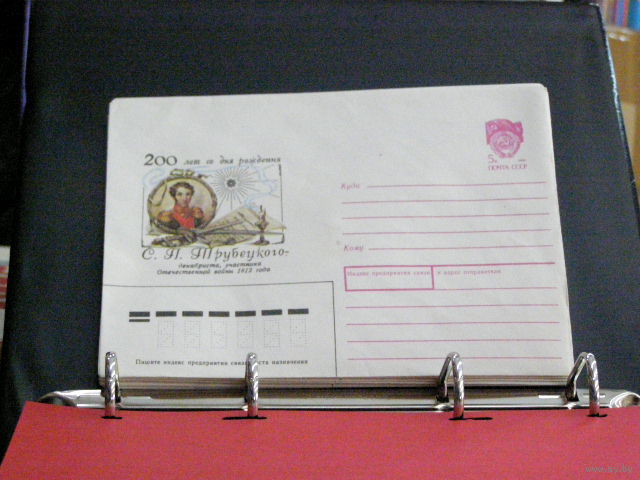 200 лет со дня рождения
С. П. Трубецкого-
декабриста, участника
Отечественной войны 1812 года
5к
ПОЧТА СССР
Куда
Кому
Индекс предприятия связи и адрес отправителя
Пишите индекс предприятия связи места назначения